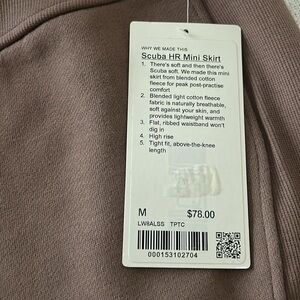 WHY WE MADE THIS
Scuba HR Mini Skirt
1. There's soft and then there's
Scuba soft. We made this mini
skirt from blended cotton
fleece for peak post-practise
comfort
2. Blended light cotton fleece
fabric is naturally breathable,
soft against your skin, and
provides lightweight warmth
3. Flat, ribbed waistband won't
dig in
4. High rise
5. Tight fit, above-the-knee
length
M $78.00
LW8ALSS TPTC
000153102704